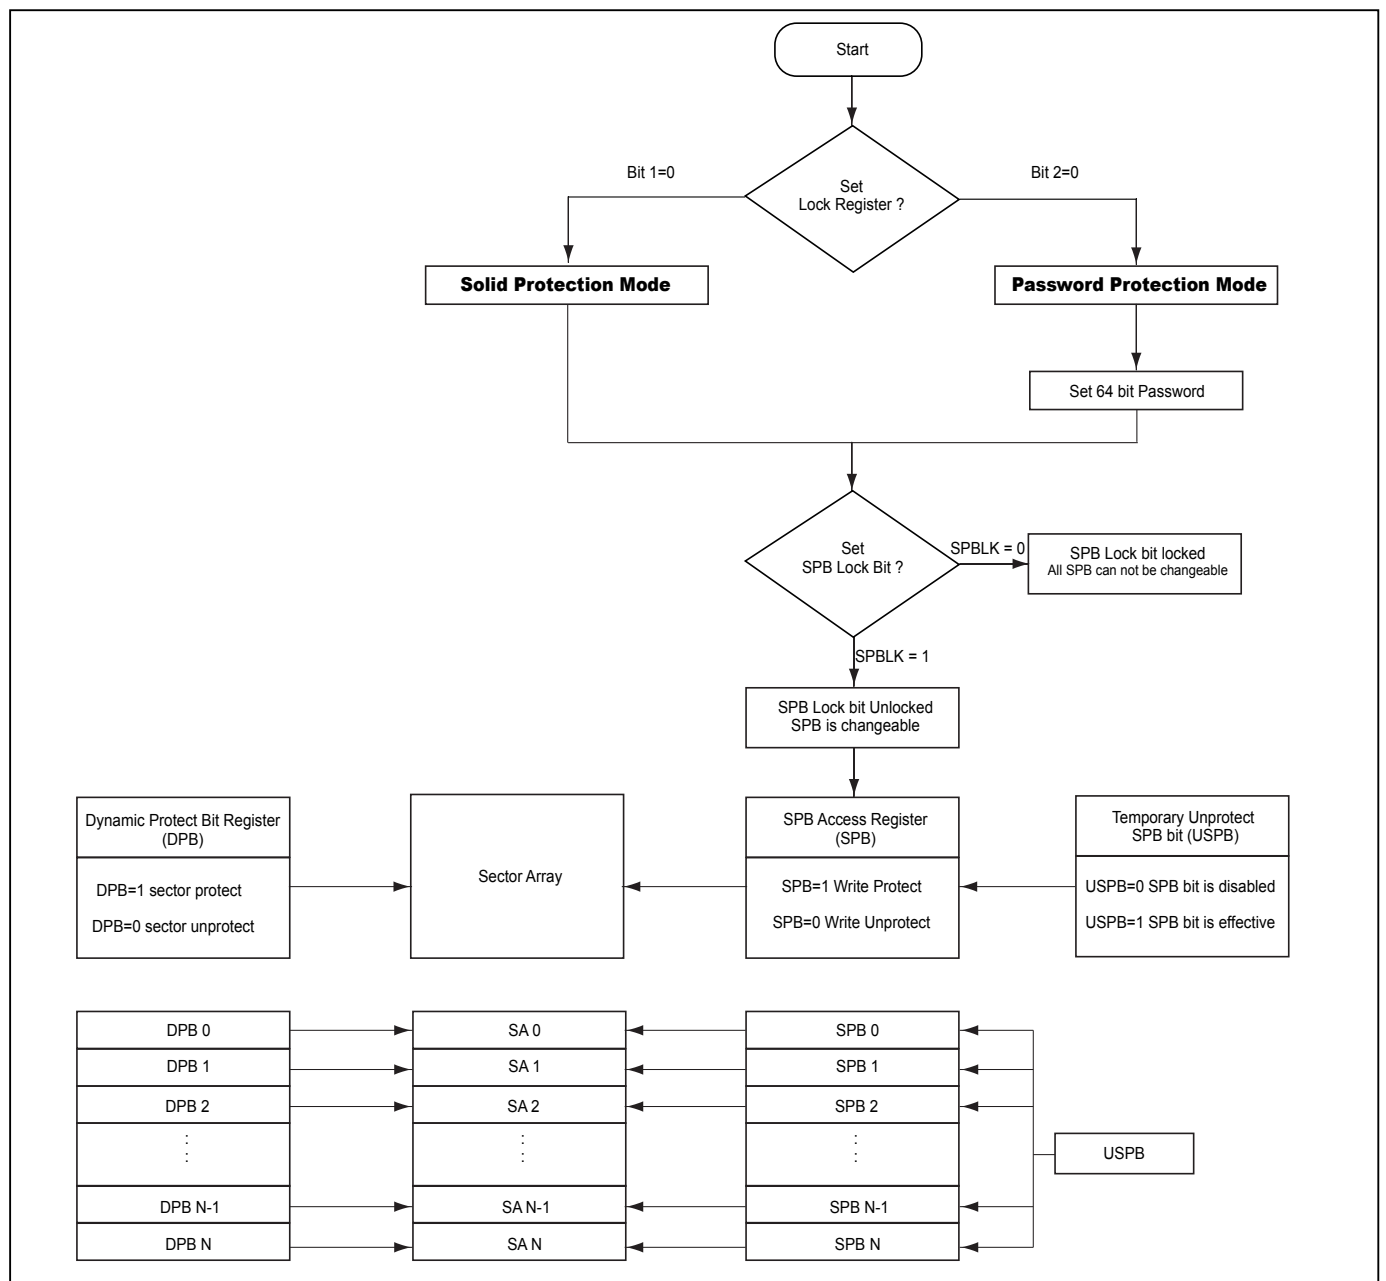 Start
Bit 1=0
Bit 2=0
Set
Lock Register ?
Solid Protection Mode
Password Protection Mode
Set 64 bit Password
Set
SPB Lock Bit ?
SPBLK = 0
SPB Lock bit locked
All SPB can not be changeable
SPBLK = 1
SPB Lock bit Unlocked
SPB is changeable
Dynamic Protect Bit Register
(DPB)
DPB=1 sector protect
DPB=0 sector unprotect
Sector Array
SPB Access Register
(SPB)
SPB=1 Write Protect
SPB=0 Write Unprotect
Temporary Unprotect
SPB bit (USPB)
USPB=0 SPB bit is disabled
USPB=1 SPB bit is effective
DPB 0
SA 0
SPB 0
DPB 1
SA 1
SPB 1
DPB 2
SA 2
SPB 2
USPB
DPB N-1
SA N-1
SPB N-1
DPB N
SA N
SPB N